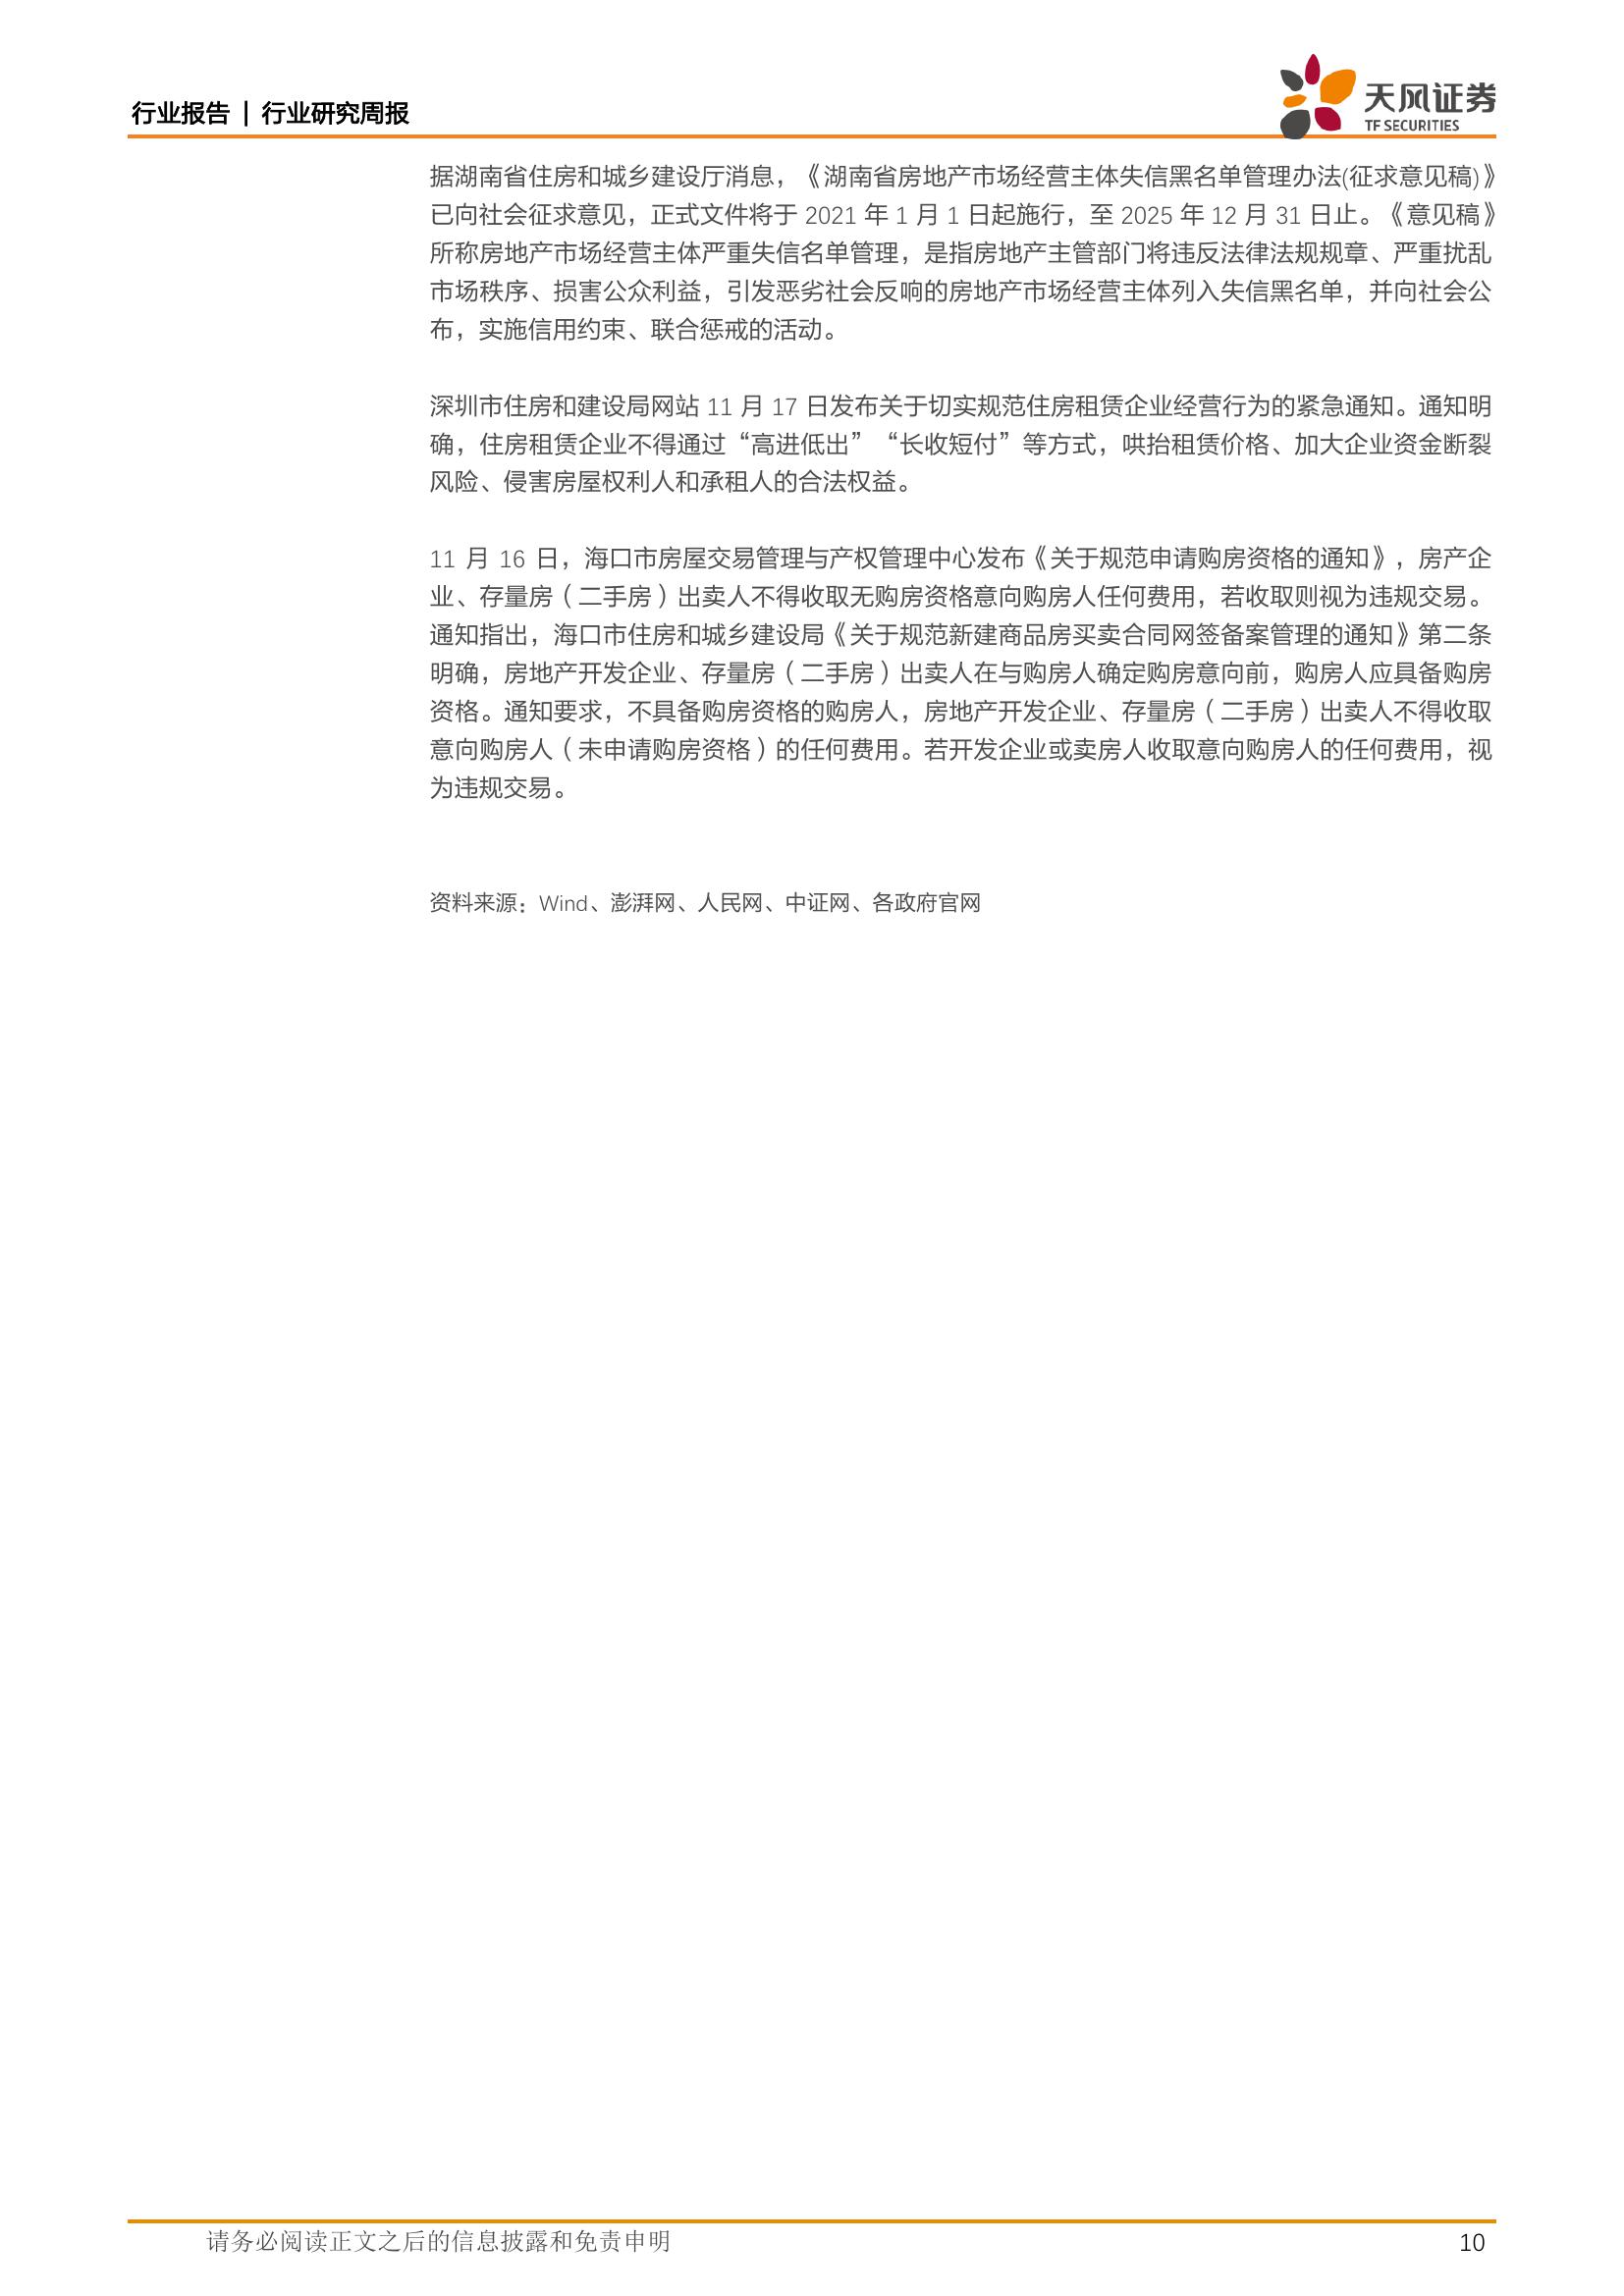 行业报告 | 行业研究周报
天风证券
TF SECURITIES
据湖南省住房和城乡建设厅消息，《湖南省房地产市场经营主体失信黑名单管理办法(征求意见稿)》
已向社会征求意见，正式文件将于 2021 年 1 月 1 日起施行，至 2025 年 12 月 31 日止。《意见稿》
所称房地产市场经营主体严重失信名单管理，是指房地产主管部门将违反法律法规规章、严重扰乱
市场秩序、损害公众利益，引发恶劣社会反响的房地产市场经营主体列入失信黑名单，并向社会公
布，实施信用约束、联合惩戒的活动。
深圳市住房和建设局网站 11 月 17 日发布关于切实规范住房租赁企业经营行为的紧急通知。通知明
确，住房租赁企业不得通过“高进低出”“长收短付”等方式，哄抬租赁价格、加大企业资金断裂
风险、侵害房屋权利人和承租人的合法权益。
11 月 16 日，海口市房屋交易管理与产权管理中心发布《关于规范申请购房资格的通知》，房产企
业、存量房（二手房）出卖人不得收取无购房资格意向购房人任何费用，若收取则视为违规交易。
通知指出，海口市住房和城乡建设局《关于规范新建商品房买卖合同网签备案管理的通知》第二条
明确，房地产开发企业、存量房（二手房）出卖人在与购房人确定购房意向前，购房人应具备购房
资格。通知要求，不具备购房资格的购房人，房地产开发企业、存量房（二手房）出卖人不得收取
意向购房人（未申请购房资格）的任何费用。若开发企业或卖房人收取意向购房人的任何费用，视
为违规交易。
资料来源：Wind、澎湃网、人民网、中证网、各政府官网
请务必阅读正文之后的信息披露和免责申明
10